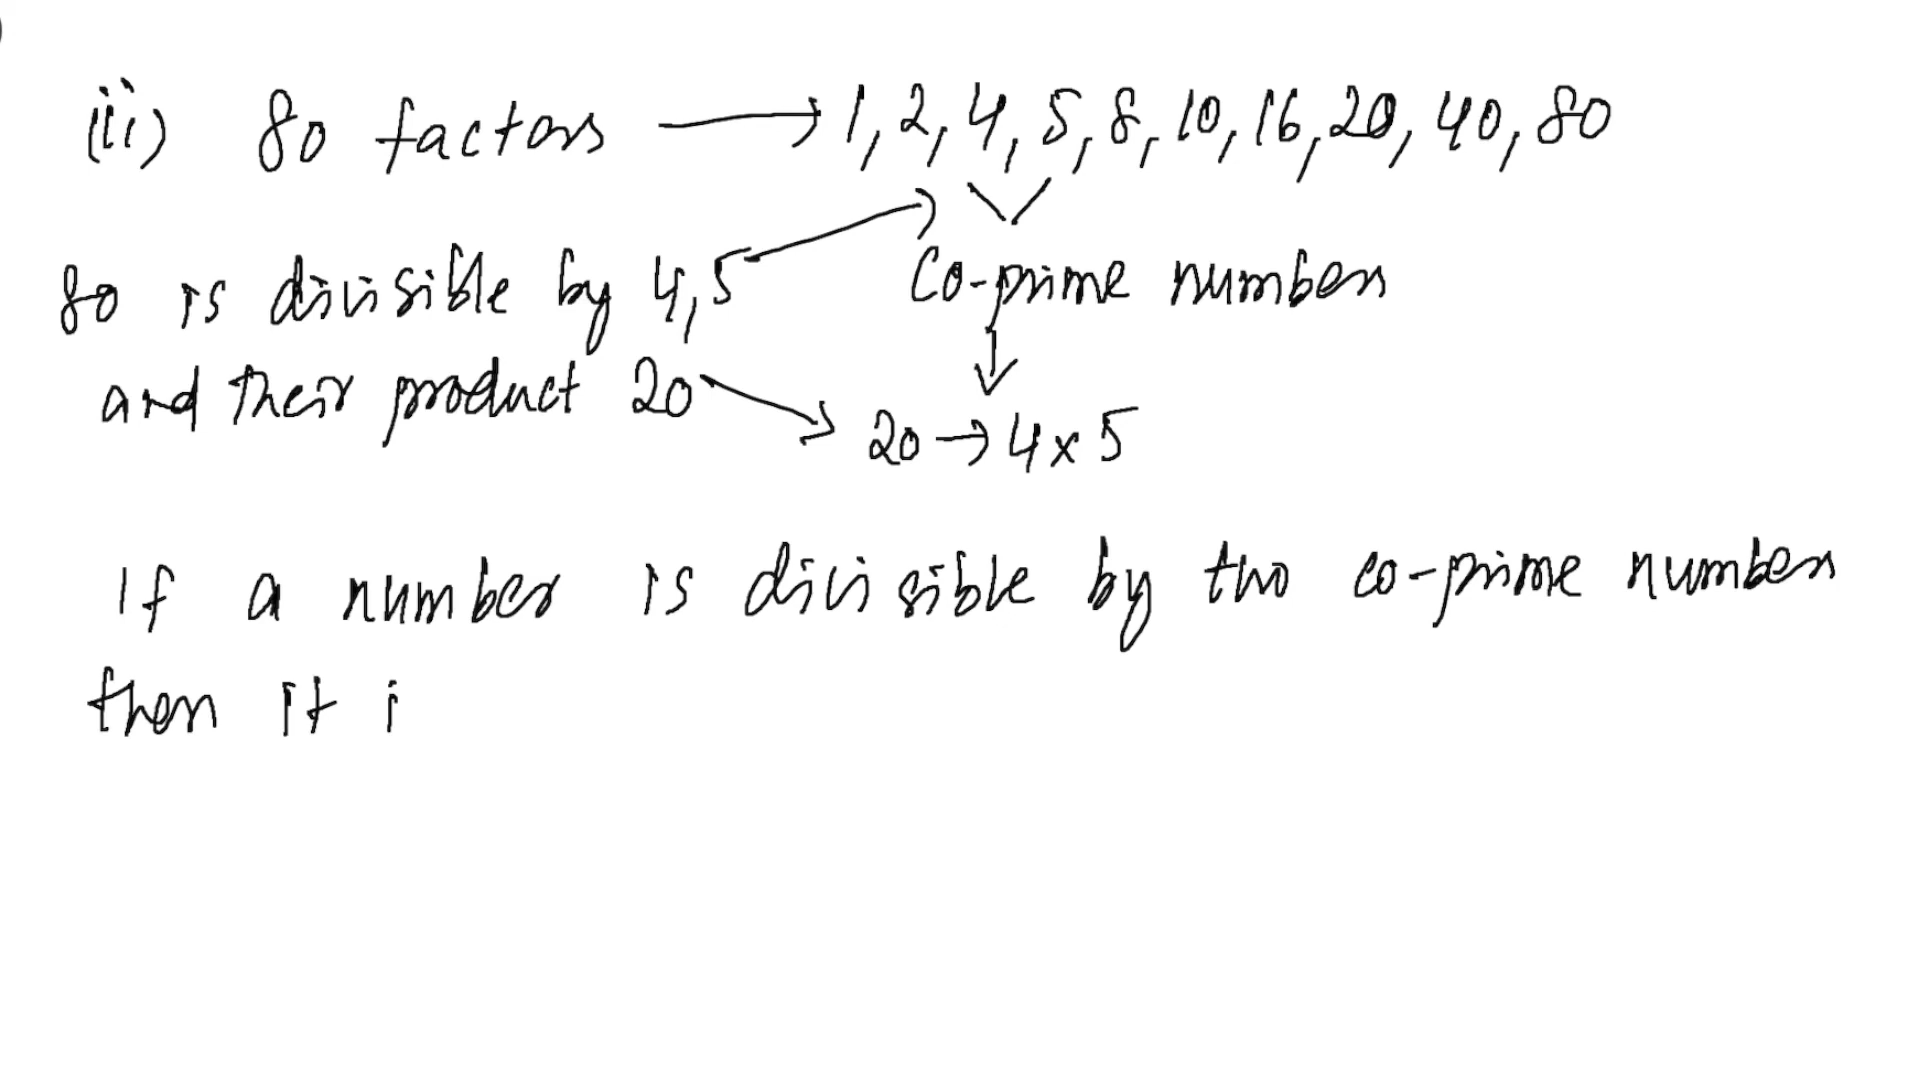 (ii) 80 factors → 1, 2, 4, 5, 8, 10, 16, 20, 40, 80
80 is divisible by 4, 5
Co-prime numbers
and their product 20
20 → 4 × 5
If a number is divisible by two co-prime numbers
then it i